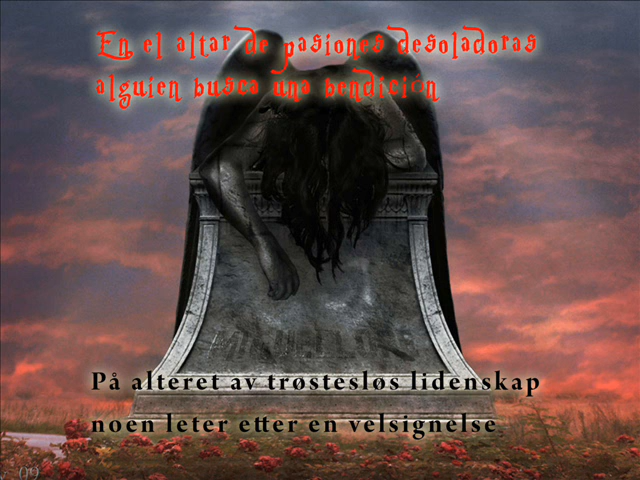 En el altar de pasiones desoladoras
alguien busca una bendición
På alteret av trøstesløs lidenskap
noen leter etter en velsignelse